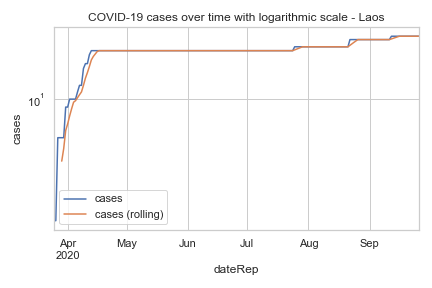 COVID-19 cases over time with logarithmic scale - Laos
cases
10¹
cases
cases (rolling)
Apr
2020
May
Jun
Jul
Aug
Sep
dateRep